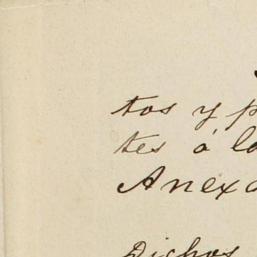 tos y p
tes á lo
Anexo
Dichos